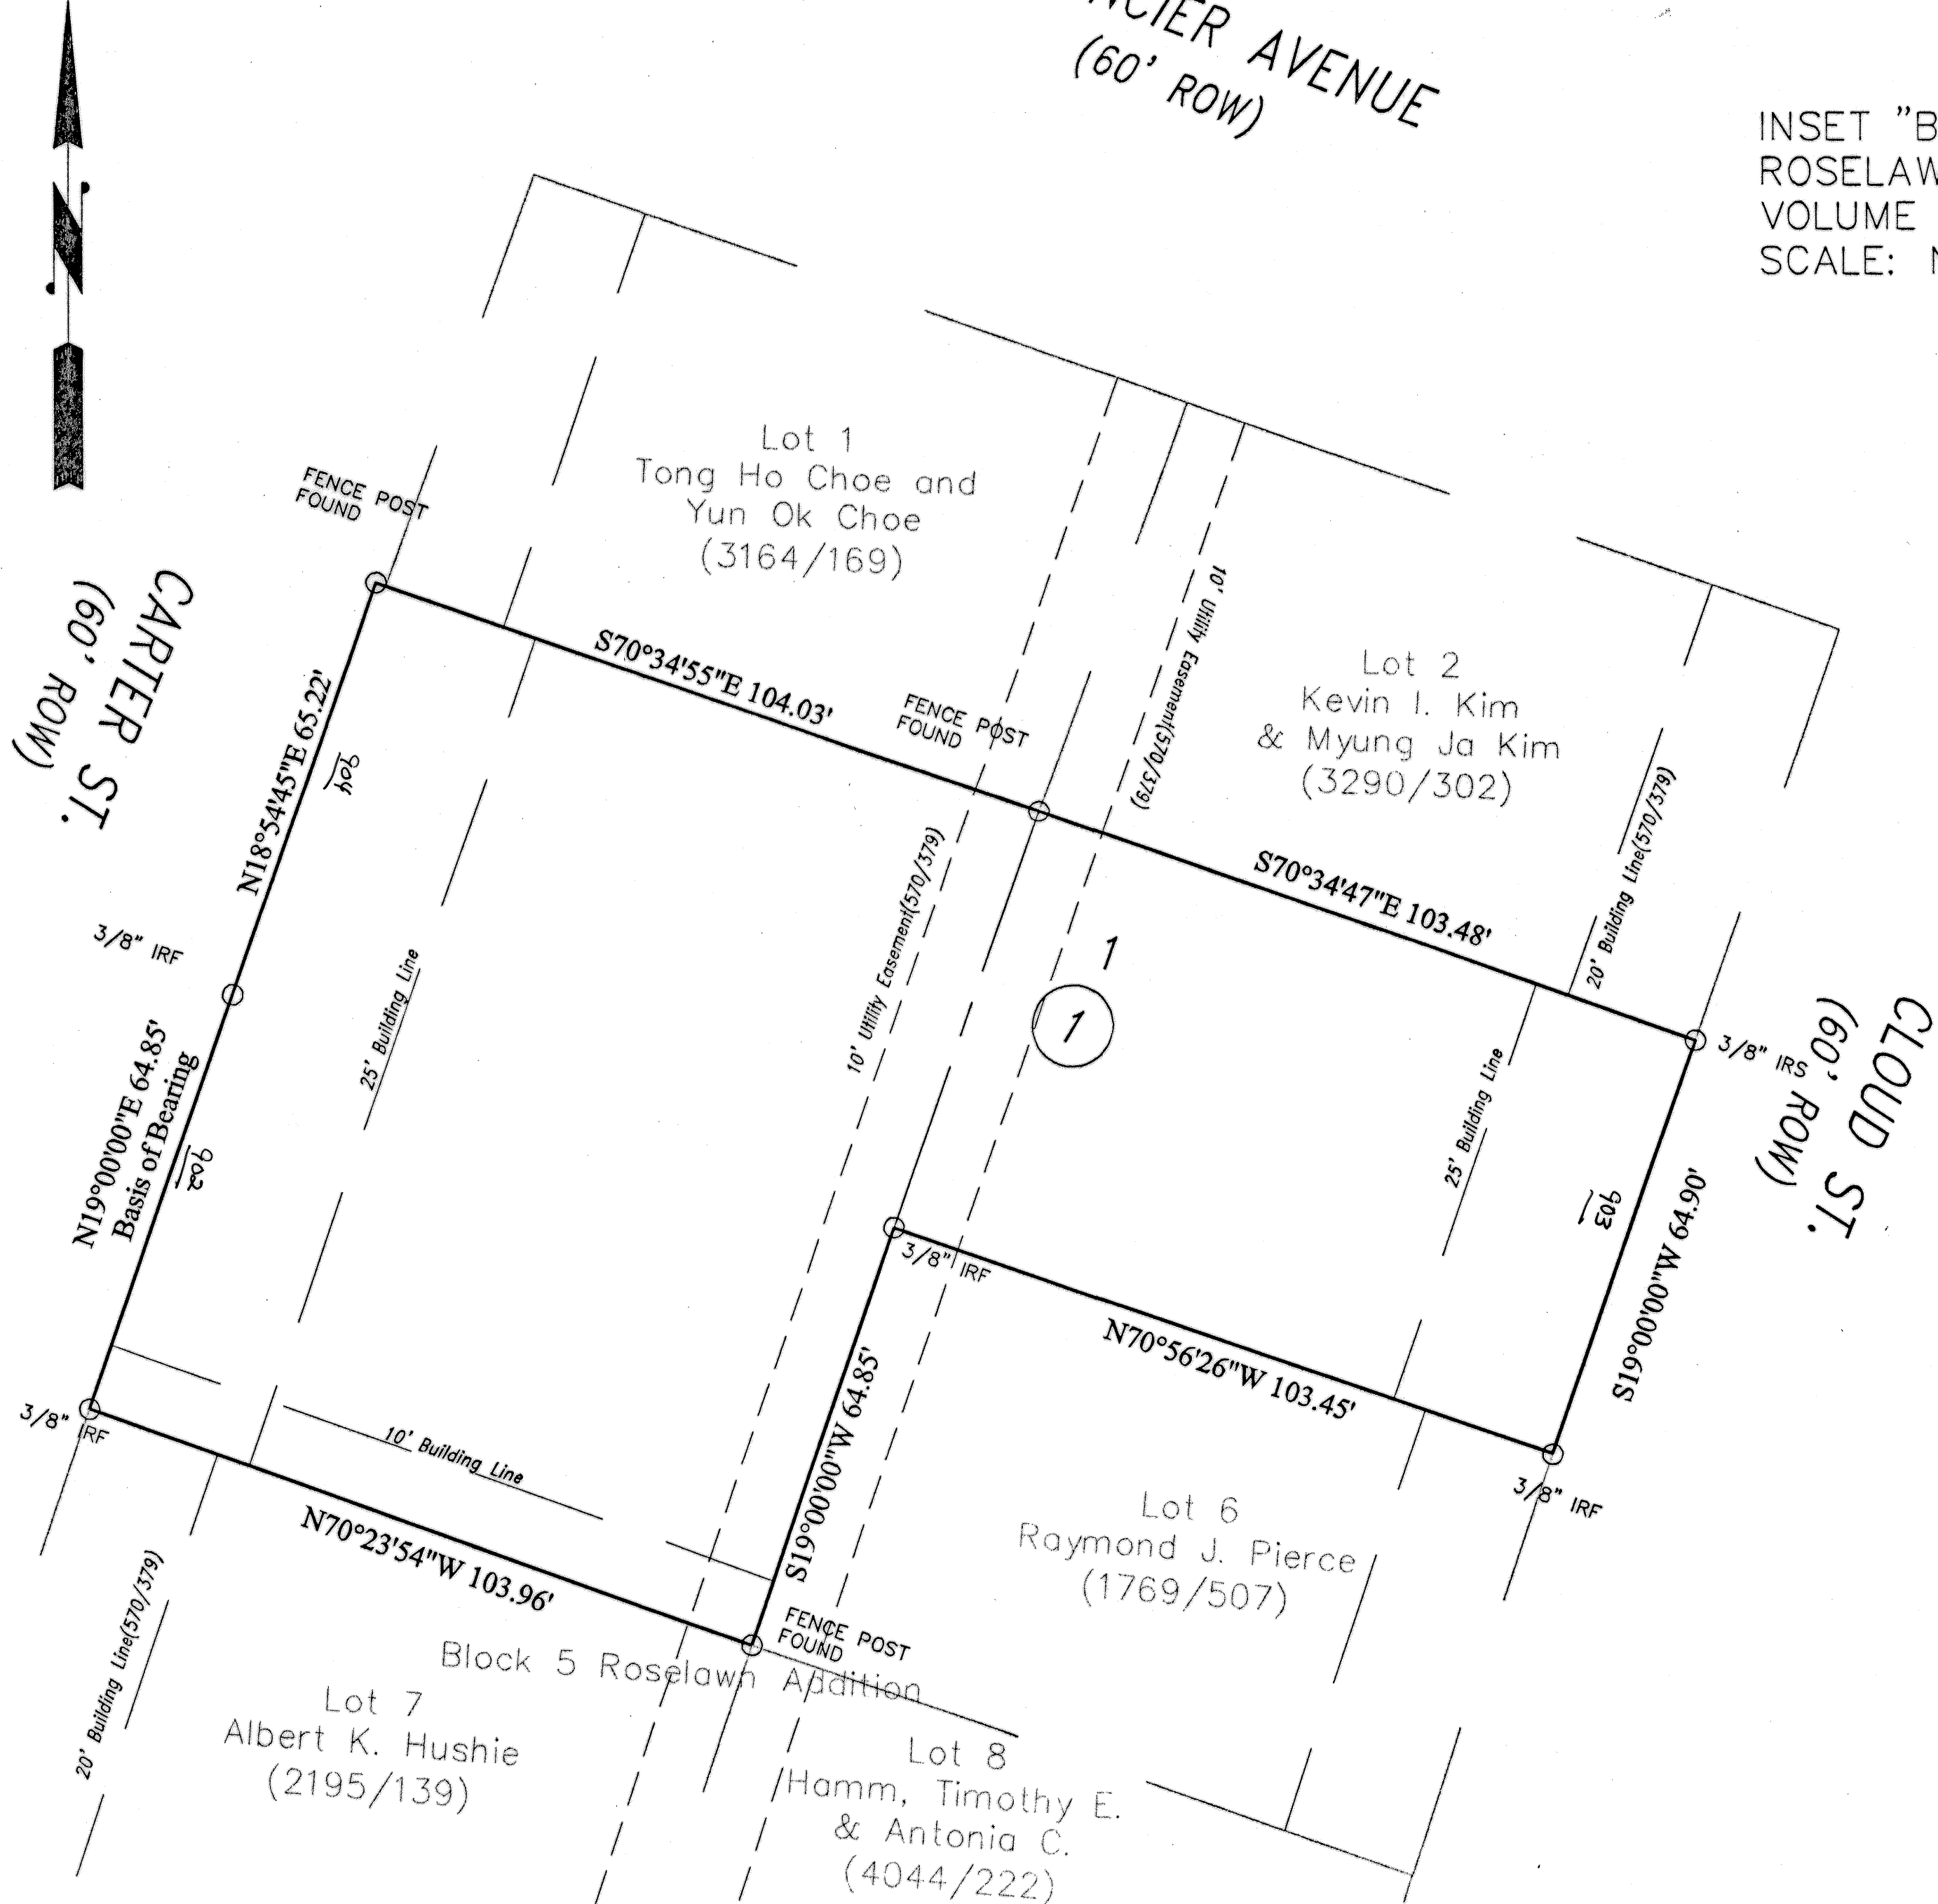 AVENUE
(60' ROW)
INSET "B
VOLUME
SCALE:
Lot 1
Tong Ho Choe and
Yun Ok Choe
(3164/169)
FENCE POST
FOUND
CARTER ST.
(60' ROW)
N18°54'45"E 65.22'
904
S70°34'55"E 104.03'
FENCE POST
FOUND
10' Utility Easement(570/379)
Lot 2
Kevin I. Kim
& Myung Ja Kim
(3290/302)
20' Building Line(570/379)
S70°34'47"E 103.48'
3/8" IRF
N19°00'00"E 64.85'
Basis of Bearing
902
25' Building Line
10' Utility Easement(570/379)
1
1
25' Building Line
3/8" IRS
CLOUD ST.
(60' ROW)
903
S19°00'00"W 64.90'
3/8" IRF
N70°56'26"W 103.45'
S19°00'00"W 64.85'
3/8" IRF
3/8" IRF
10' Building Line
N70°23'54"W 103.96'
Lot 6
Raymond J. Pierce
(1769/507)
FENCE POST
FOUND
Block 5 Roselawn Addition
20' Building Line(570/379)
Lot 7
Albert K. Hushie
(2195/139)
Lot 8
Hamm, Timothy E.
& Antonia C.
(4044/222)